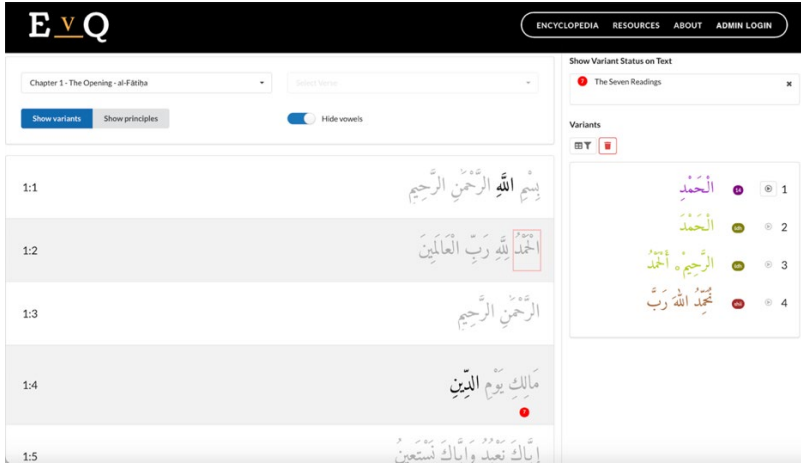 E v Q
ENCYCLOPEDIA RESOURCES ABOUT ADMIN LOGIN
Chapter 1 - The Opening - al-Fātiḥa
Select Verse
Show variants Show principles Hide vowels
1:1 بِسْمِ اللَّهِ الرَّحْمَٰنِ الرَّحِيمِ
1:2 الْحَمْدُ لِلَّهِ رَبِّ الْعَالَمِينَ
1:3 الرَّحْمَٰنِ الرَّحِيمِ
1:4 مَالِكِ يَوْمِ الدِّينِ
7
1:5 إِيَّاكَ نَعْبُدُ وَإِيَّاكَ نَسْتَعِينُ
Show Variant Status on Text
7 The Seven Readings
Variants
الْحَمْدِ 1
الْحَمْدَ 2
الرَّحِيمْ ۝ أَلْحَمْدُ 3
نُحَمِّدُ اللهَ رَبَّ 4